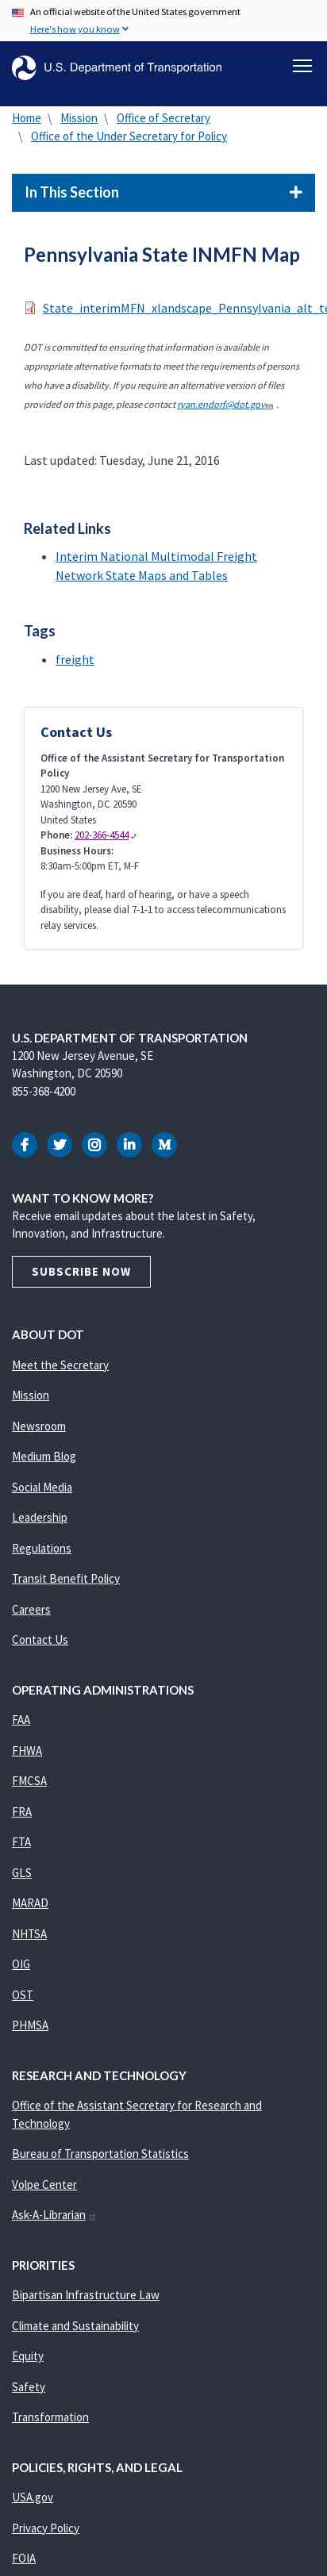 An official website of the United States government
Here's how you know
U.S. Department of Transportation
Home \ Mission \ Office of Secretary
\ Office of the Under Secretary for Policy
In This Section
Pennsylvania State INMFN Map
State_interimMFN_xlandscape_Pennsylvania_alt_te
DOT is committed to ensuring that information is available in
appropriate alternative formats to meet the requirements of persons
who have a disability. If you require an alternative version of files
provided on this page, please contact ryan.endorf@dot.gov .
Last updated: Tuesday, June 21, 2016
Related Links
Interim National Multimodal Freight
Network State Maps and Tables
Tags
freight
Contact Us
Office of the Assistant Secretary for Transportation
Policy
1200 New Jersey Ave, SE
Washington, DC 20590
United States
Phone: 202-366-4544
Business Hours:
8:30am-5:00pm ET, M-F
If you are deaf, hard of hearing, or have a speech
disability, please dial 7-1-1 to access telecommunications
relay services.
U.S. DEPARTMENT OF TRANSPORTATION
1200 New Jersey Avenue, SE
Washington, DC 20590
855-368-4200
WANT TO KNOW MORE?
Receive email updates about the latest in Safety,
Innovation, and Infrastructure.
SUBSCRIBE NOW
ABOUT DOT
Meet the Secretary
Mission
Newsroom
Medium Blog
Social Media
Leadership
Regulations
Transit Benefit Policy
Careers
Contact Us
OPERATING ADMINISTRATIONS
FAA
FHWA
FMCSA
FRA
FTA
GLS
MARAD
NHTSA
OIG
OST
PHMSA
RESEARCH AND TECHNOLOGY
Office of the Assistant Secretary for Research and
Technology
Bureau of Transportation Statistics
Volpe Center
Ask-A-Librarian
PRIORITIES
Bipartisan Infrastructure Law
Climate and Sustainability
Equity
Safety
Transformation
POLICIES, RIGHTS, AND LEGAL
USA.gov
Privacy Policy
FOIA